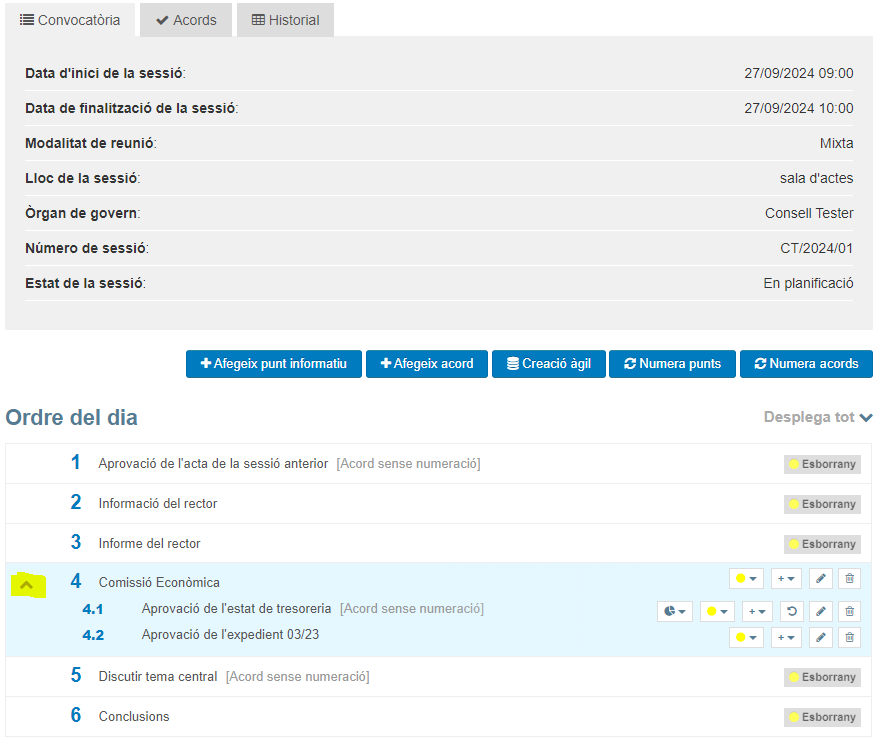 Convocatòria Acords Historial
Data d'inici de la sessió: 27/09/2024 09:00
Data de finalització de la sessió: 27/09/2024 10:00
Modalitat de reunió: Mixta
Lloc de la sessió: sala d'actes
Òrgan de govern: Consell Tester
Número de sessió: CT/2024/01
Estat de la sessió: En planificació
Afegeix punt informatiu Afegeix acord Creació àgil Numera punts Numera acords
Ordre del dia Desplega tot
1 Aprovació de l'acta de la sessió anterior [Acord sense numeració] Esborrany
2 Informació del rector Esborrany
3 Informe del rector Esborrany
4 Comissió Econòmica
4.1 Aprovació de l'estat de tresoreria [Acord sense numeració]
4.2 Aprovació de l'expedient 03/23
5 Discutir tema central [Acord sense numeració] Esborrany
6 Conclusions Esborrany